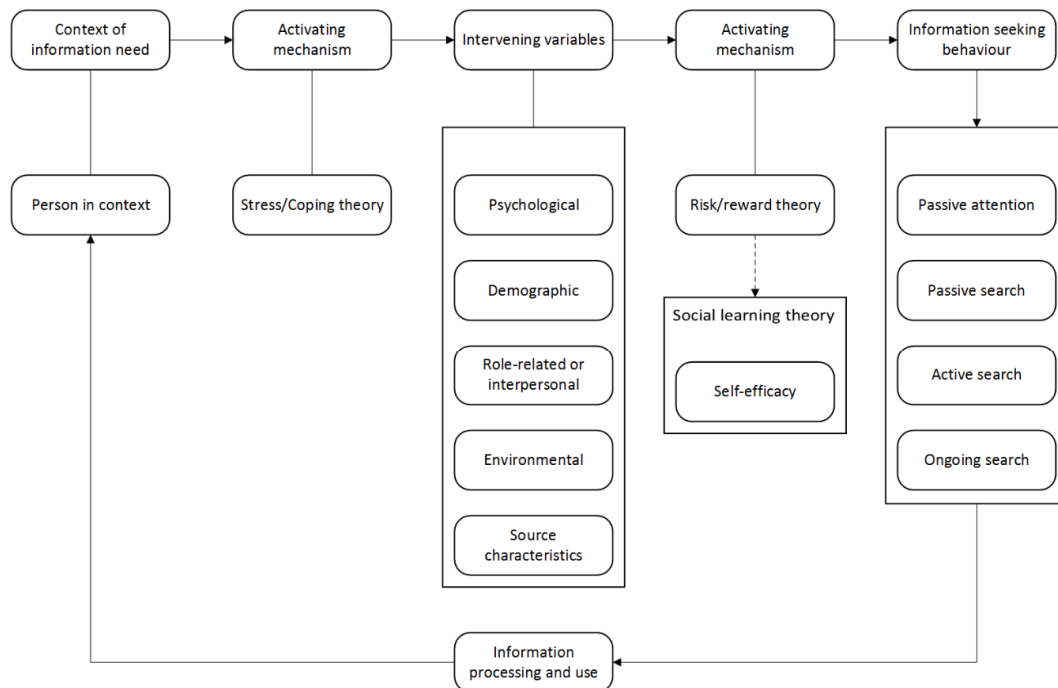 Context of
information need
Activating
mechanism
Intervening variables
Activating
mechanism
Information seeking
behaviour
Person in context
Stress/Coping theory
Psychological
Demographic
Role-related or
interpersonal
Environmental
Source
characteristics
Risk/reward theory
Social learning theory
Self-efficacy
Passive attention
Passive search
Active search
Ongoing search
Information
processing and use